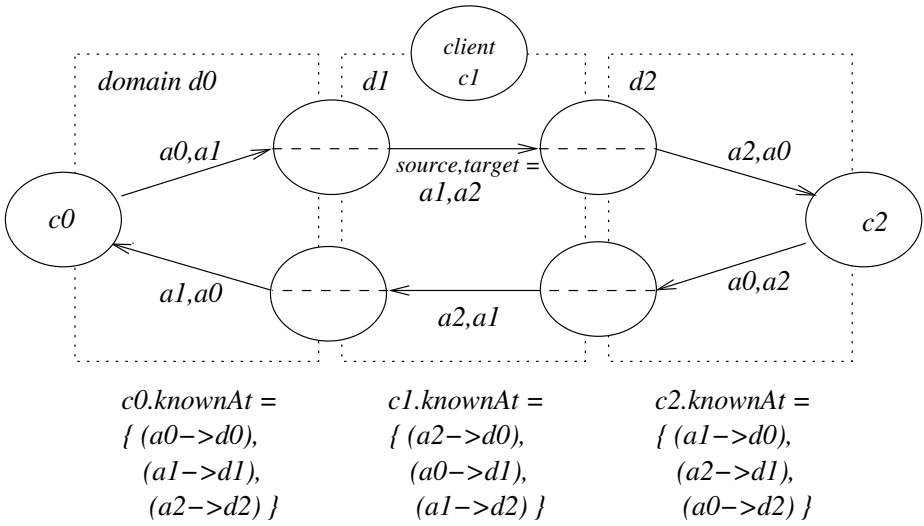 client
c1
domain d0
d1
d2
a0,a1
source,target =
a1,a2
a2,a0
c0
c2
a1,a0
a2,a1
a0,a2
c0.knownAt =
{ (a0->d0),
(a1->d1),
(a2->d2) }
c1.knownAt =
{ (a2->d0),
(a0->d1),
(a1->d2) }
c2.knownAt =
{ (a1->d0),
(a2->d1),
(a0->d2) }